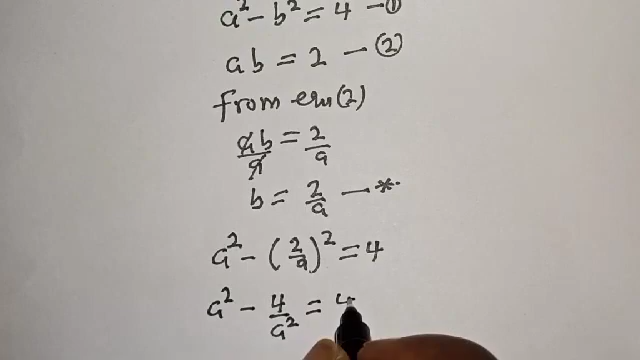 a² - b² = 4 — ①
ab = 2 — ②
from eqn (2)
ab/a = 2/a
b = 2/a — *
a² - (2/a)² = 4
a² - 4/a² = 4